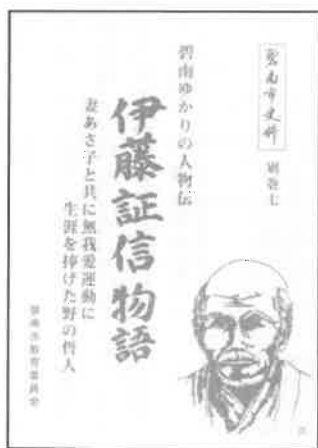 碧南市史料 別巻七
碧南ゆかりの人物伝
伊藤証信物語
妻あさ子と共に無我愛運動に
生涯を捧げた野の哲人
碧南市教育委員会